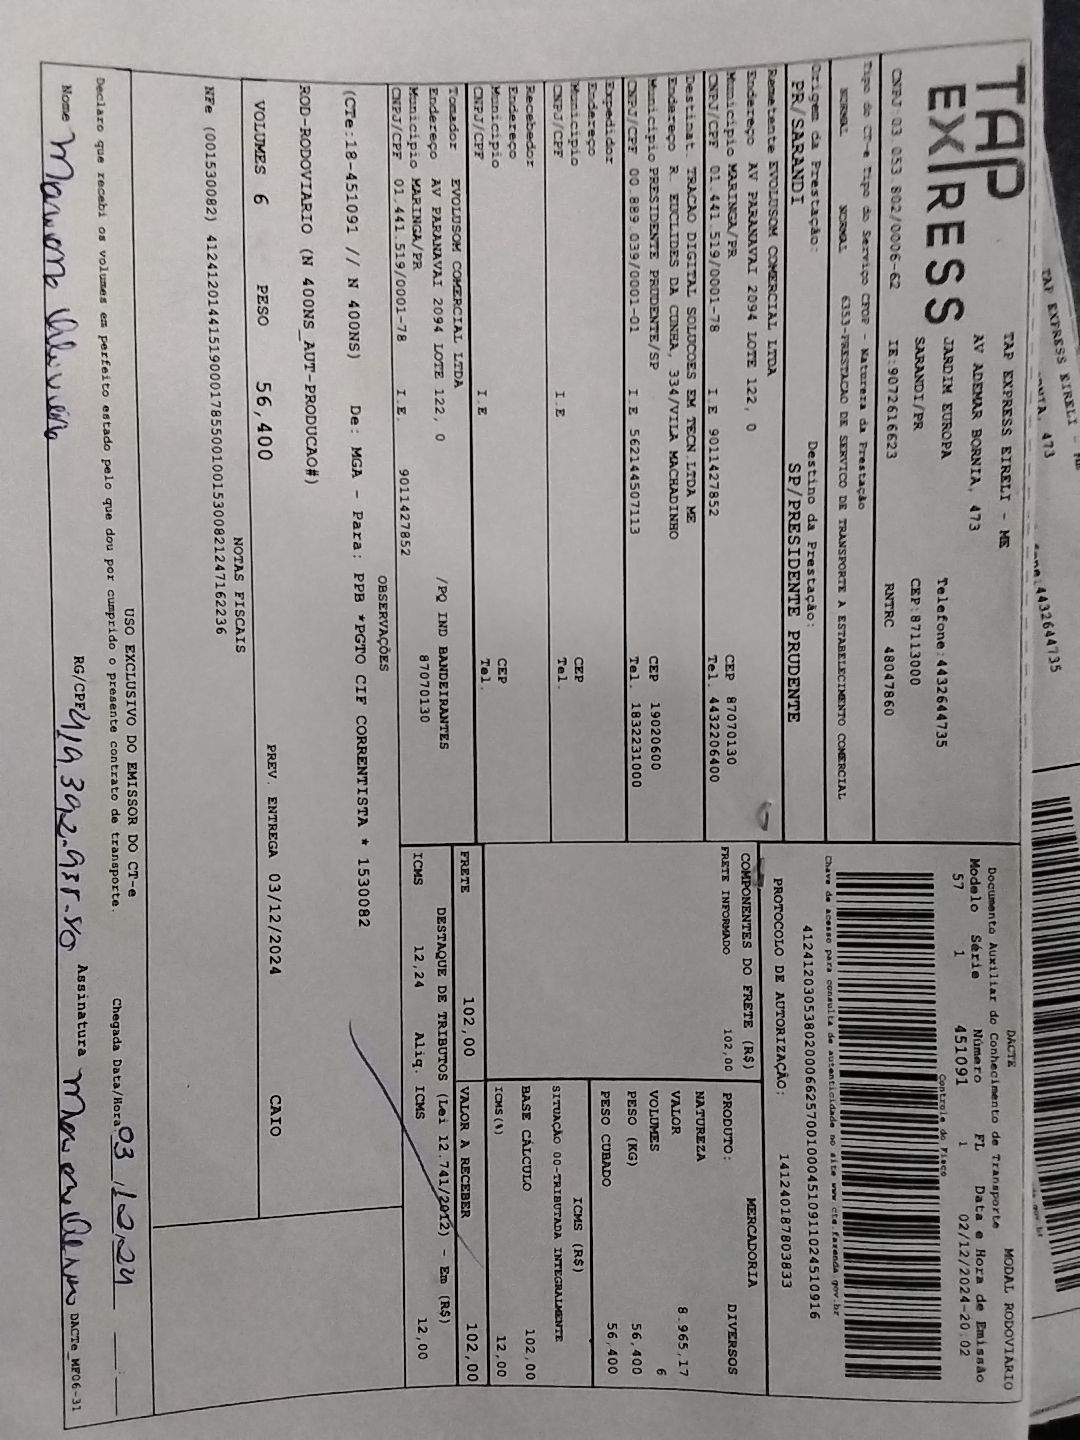 TAP EXPRESS
TAP EXPRESS EIRELI - ME
AV ADEMAR BORNIA, 473
JARDIM EUROPA
Telefone:4432644735
SARANDI/PR
CEP:87113000
CNPJ 03 053 802/0006-62
IE:9072616623
RNTRC 48047860
Tipo do CT-e Tipo do Serviço CFOP - Natureza da Prestação
NORMAL NORMAL 6353-PRESTACAO DE SERVICO DE TRANSPORTE A ESTABELECIMENTO COMERCIAL
Origem da Prestação: Destino da Prestação:
PR/SARANDI SP/PRESIDENTE PRUDENTE
Remetente EVOLUSOM COMERCIAL LTDA
Endereço AV PARANAVAI 2094 LOTE 122, 0
Município MARINGA/PR CEP 87070130
CNPJ/CPF 01.441.519/0001-78 I.E 9011427852 Tel. 4432206400
Destinat. TRACAO DIGITAL SOLUCOES EM TECN.LTDA ME
Endereço R. EUCLIDES DA CUNHA, 334/VILA MACHADINHO
Município PRESIDENTE PRUDENTE/SP CEP 19020600
CNPJ/CPF 00.889.039/0001-01 I.E 562144507113 Tel. 1832231000
Expedidor
Endereço
Município CEP
CNPJ/CPF I.E Tel.
Recebedor
Endereço
Município CEP
CNPJ/CPF I.E Tel.
Tomador EVOLUSOM COMERCIAL LTDA
Endereço AV PARANAVAI 2094 LOTE 122, 0 /PQ IND BANDEIRANTES
Município MARINGA/PR 87070130
CNPJ/CPF 01.441.519/0001-78 I.E. 9011427852
DACTE MODAL RODOVIÁRIO
Documento Auxiliar do Conhecimento de Transporte
Modelo Série Número FL Data e Hora de Emissão
57 1 451091 1 02/12/2024-20:02
Controle do Fisco
Chave de acesso para consulta de autenticidade no site www.cte.fazenda.gov.br
41241203053802000662570010004510911024510916
PROTOCOLO DE AUTORIZAÇÃO: 141240187803833
COMPONENTES DO FRETE (R$)
FRETE INFORMADO 102,00
PRODUTO: MERCADORIA
NATUREZA DIVERSOS
VALOR 8.965,17
VOLUMES 6
PESO (KG) 56,400
PESO CUBADO 56,400
ICMS (R$)
SITUAÇÃO 00-TRIBUTADA INTEGRALMENTE
BASE CÁLCULO 102,00
ICMS(%) 12,00
FRETE 102,00 VALOR A RECEBER 102,00
DESTAQUE DE TRIBUTOS (Lei 12.741/2012) - Em (R$)
ICMS 12,24 Aliq. ICMS 12,00
OBSERVAÇÕES
(CTe:18-451091 // N 400NS) De: MGA - Para: PPB *PGTO CIF CORRENTISTA * 1530082
ROD-RODOVIARIO (N 400NS_AUT-PRODUCAO#)
VOLUMES 6 PESO 56,400 PREV. ENTREGA 03/12/2024 CAIO
NOTAS FISCAIS
NFe (001530082) 41241201441519000178550010015300821247162236
USO EXCLUSIVO DO EMISSOR DO CT-e
Declaro que recebi os volumes em perfeito estado pelo que dou por cumprido o presente contrato de transporte. Chegada Data/Hora: 03/12/24
Nome RG/CPF 419.392.938-80 Assinatura DACTe_MF06-31
TAP EXPRESS EIRELI - ME
473
4432644735